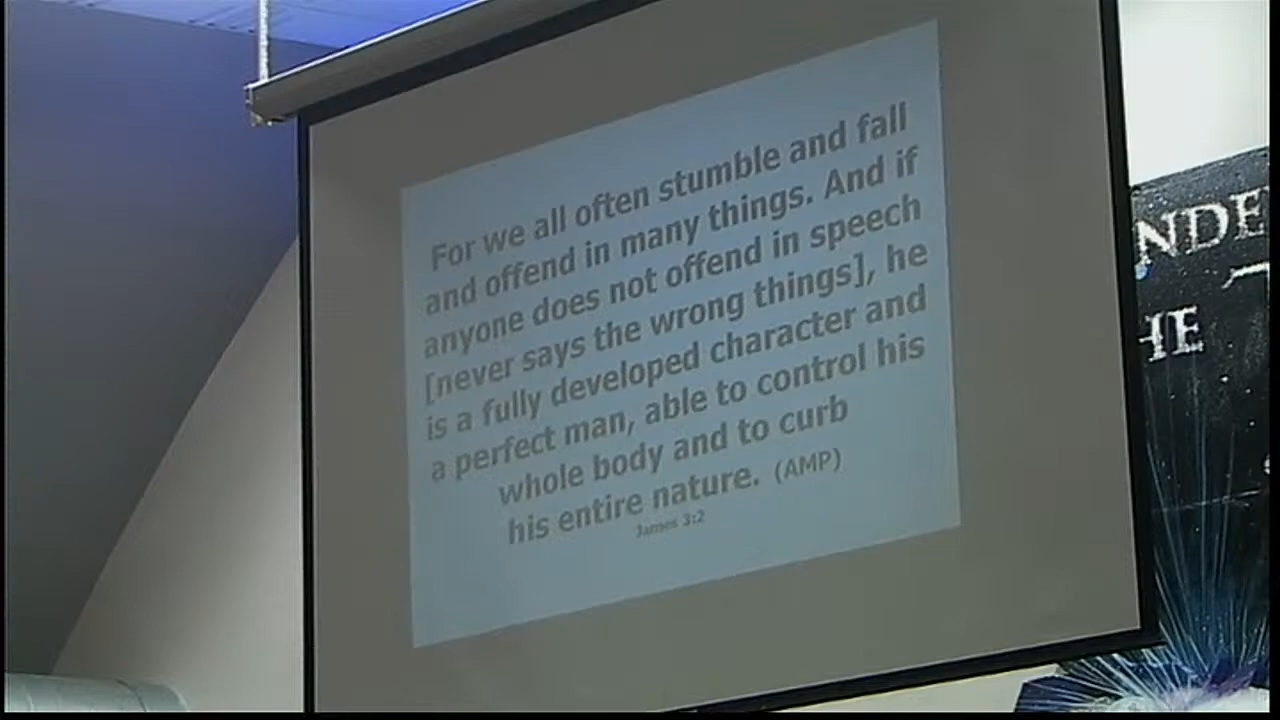 For we all often stumble and fall
and offend in many things. And if
anyone does not offend in speech
[never says the wrong things], he
is a fully developed character and
a perfect man, able to control his
whole body and to curb
his entire nature. (AMP)
James 3:2
NDE
HE